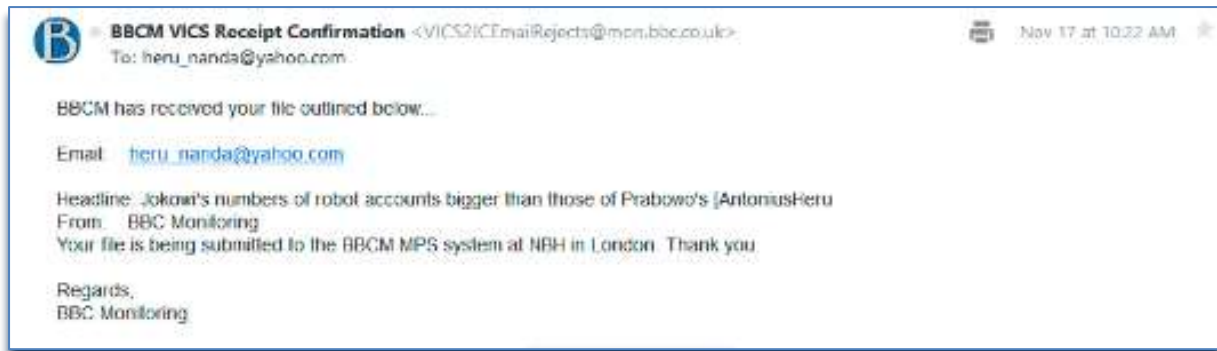 B
BBCM VICS Receipt Confirmation <VICS2ICEmailRejects@mon.bbc.co.uk>
Nov 17 at 10:22 AM
To: heru_nanda@yahoo.com
BBCM has received your file outlined below...
Email: heru_nanda@yahoo.com
Headline: Jokowi's numbers of robot accounts bigger than those of Prabowo's [AntoniusHeru
From: BBC Monitoring
Your file is being submitted to the BBCM MPS system at NBH in London. Thank you
Regards,
BBC Monitoring